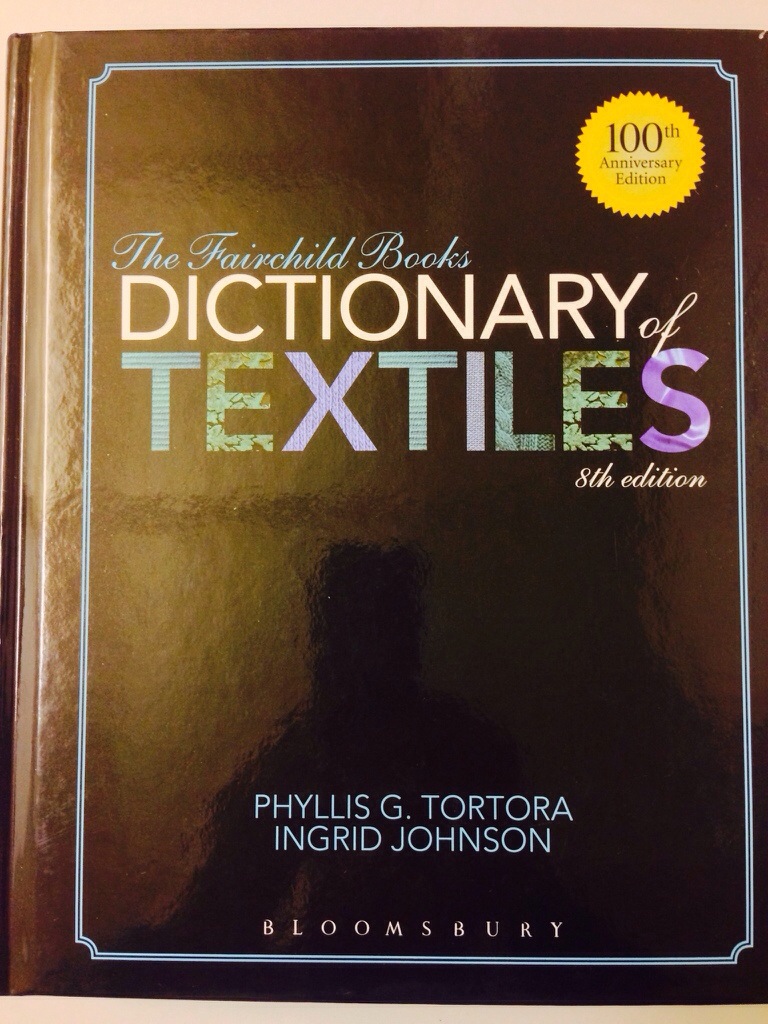 100th
Anniversary
Edition
The Fairchild Books
DICTIONARY of
TEXTILES
8th edition
PHYLLIS G. TORTORA
INGRID JOHNSON
BLOOMSBURY